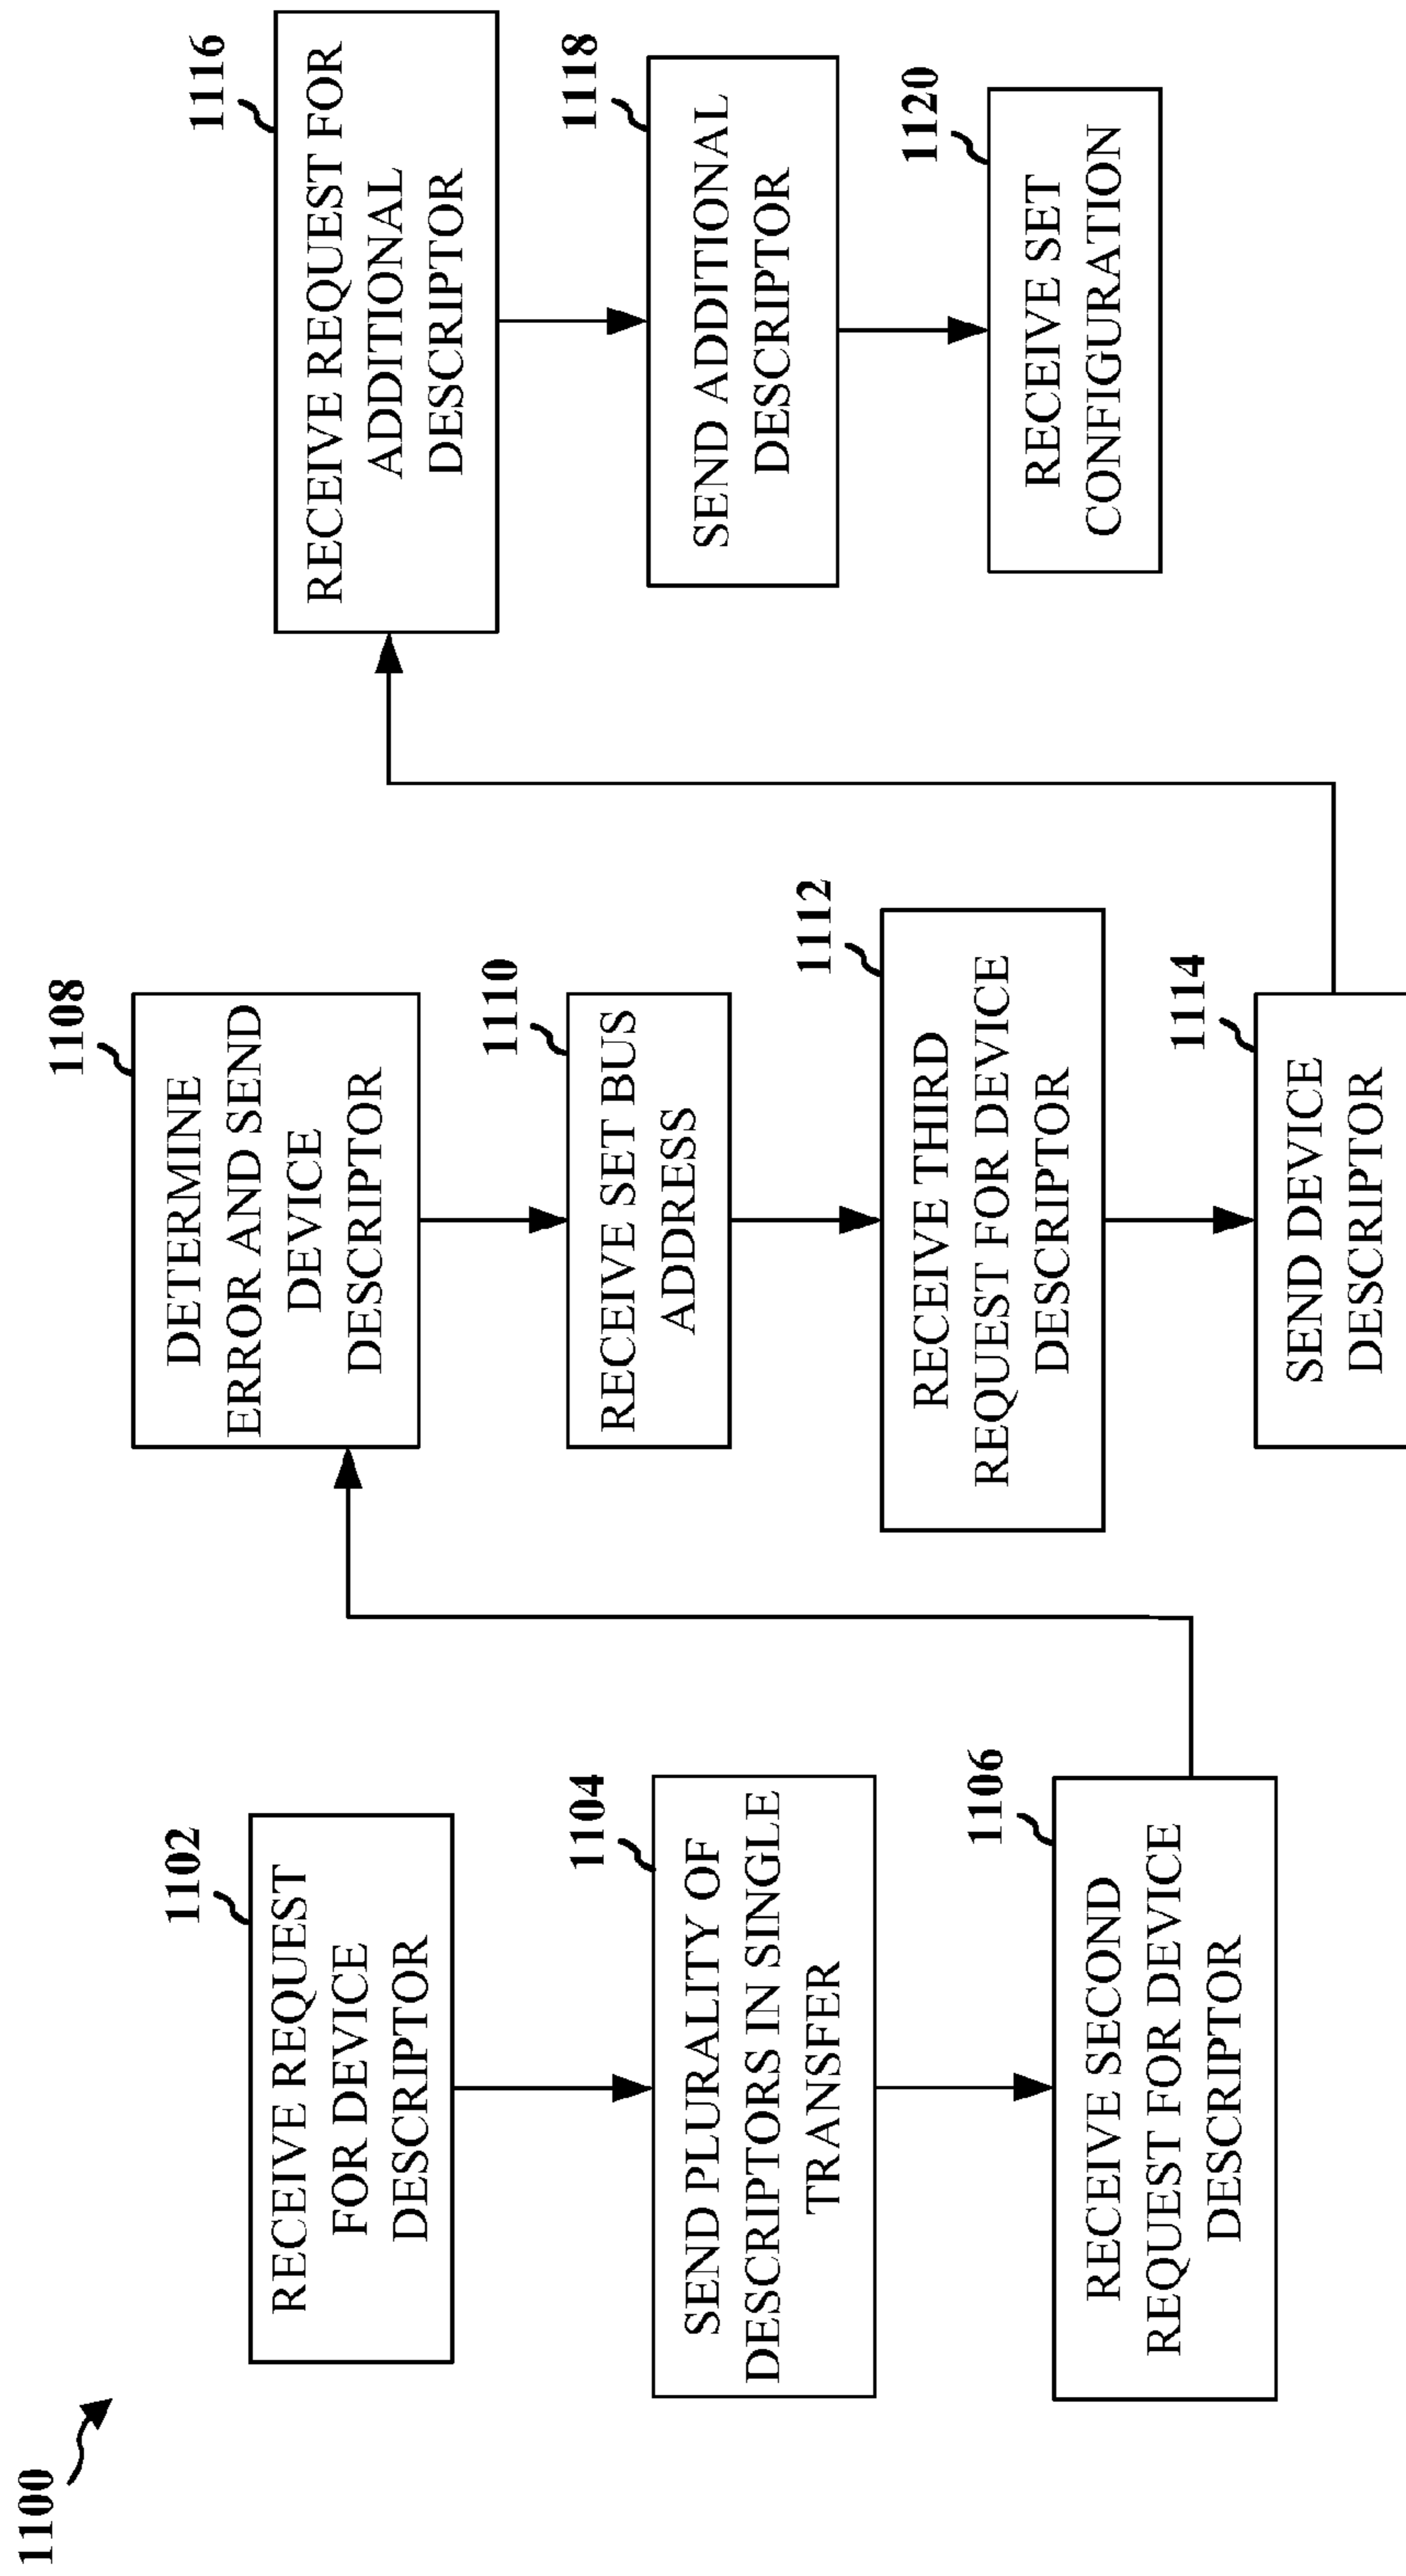 1100
1102
RECEIVE REQUEST
FOR DEVICE
DESCRIPTOR
1104
SEND PLURALITY OF
DESCRIPTORS IN SINGLE
TRANSFER
1106
RECEIVE SECOND
REQUEST FOR DEVICE
DESCRIPTOR
1108
DETERMINE
ERROR AND SEND
DEVICE
DESCRIPTOR
1110
RECEIVE SET BUS
ADDRESS
1112
RECEIVE THIRD
REQUEST FOR DEVICE
DESCRIPTOR
1114
SEND DEVICE
DESCRIPTOR
1116
RECEIVE REQUEST FOR
ADDITIONAL
DESCRIPTOR
1118
SEND ADDITIONAL
DESCRIPTOR
1120
RECEIVE SET
CONFIGURATION